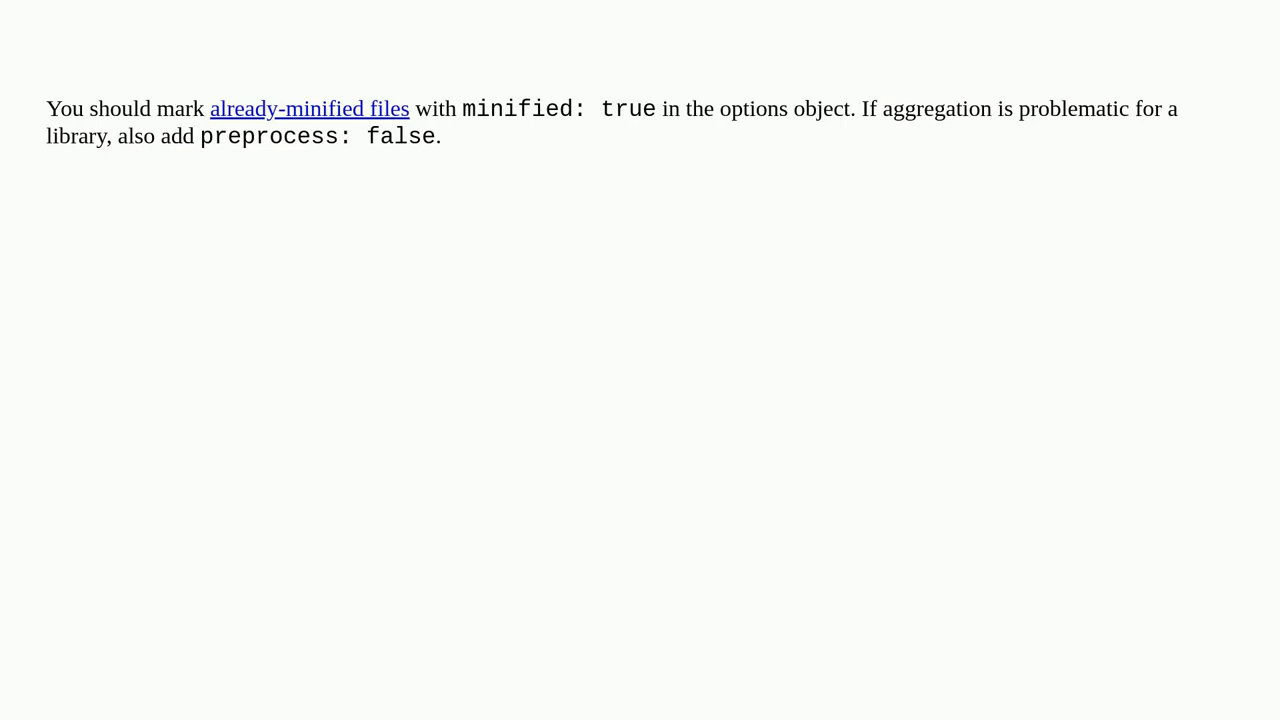 You should mark already-minified files with minified: true in the options object. If aggregation is problematic for a
library, also add preprocess: false.